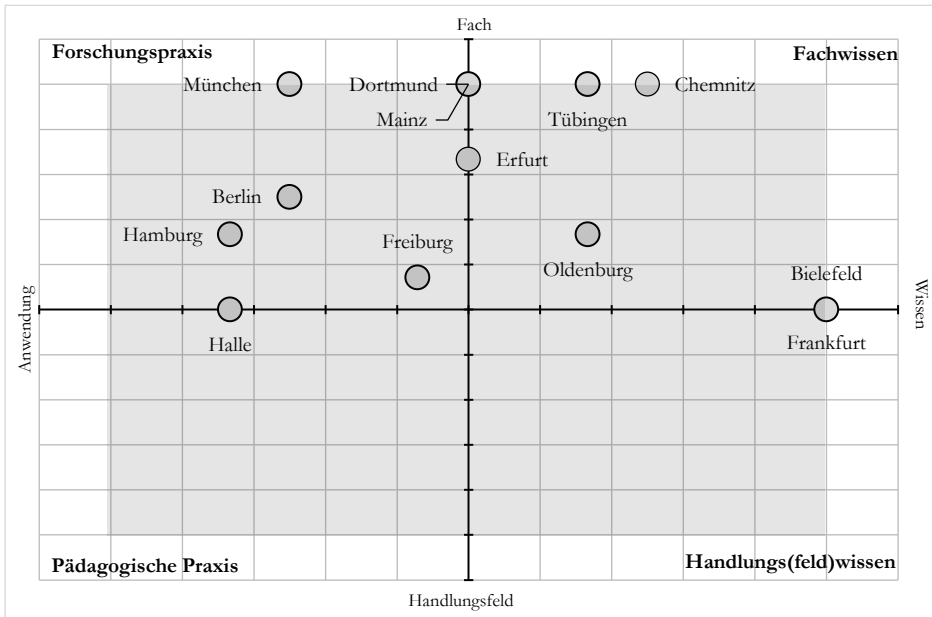 Fach
Forschungspraxis
Fachwissen
München
Dortmund
Chemnitz
Mainz
Tübingen
Erfurt
Berlin
Hamburg
Freiburg
Oldenburg
Bielefeld
Anwendung
Wissen
Halle
Frankfurt
Pädagogische Praxis
Handlungs(feld)wissen
Handlungsfeld